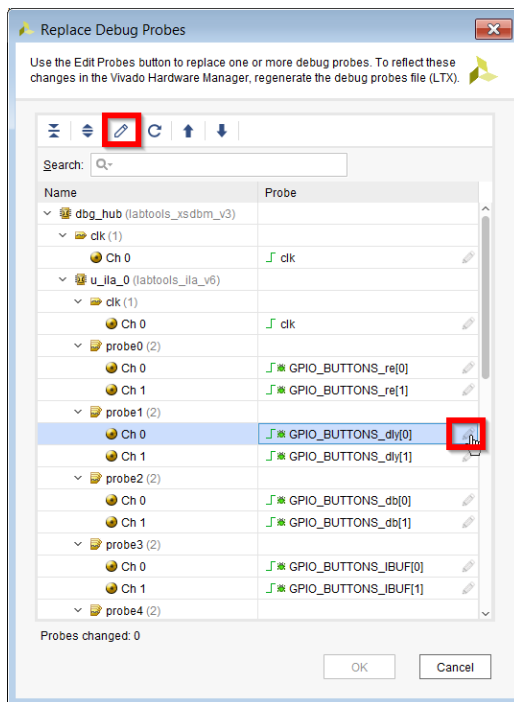 Replace Debug Probes
Use the Edit Probes button to replace one or more debug probes. To reflect these
changes in the Vivado Hardware Manager, regenerate the debug probes file (LTX).
Search: Q-
Name Probe
dbg_hub (labtools_xsdbm_v3)
clk (1)
Ch 0 clk
u_ila_0 (labtools_ila_v6)
clk (1)
Ch 0 clk
probe0 (2)
Ch 0 GPIO_BUTTONS_re[0]
Ch 1 GPIO_BUTTONS_re[1]
probe1 (2)
Ch 0 GPIO_BUTTONS_dly[0]
Ch 1 GPIO_BUTTONS_dly[1]
probe2 (2)
Ch 0 GPIO_BUTTONS_db[0]
Ch 1 GPIO_BUTTONS_db[1]
probe3 (2)
Ch 0 GPIO_BUTTONS_IBUF[0]
Ch 1 GPIO_BUTTONS_IBUF[1]
probe4 (2)
Probes changed: 0
OK Cancel